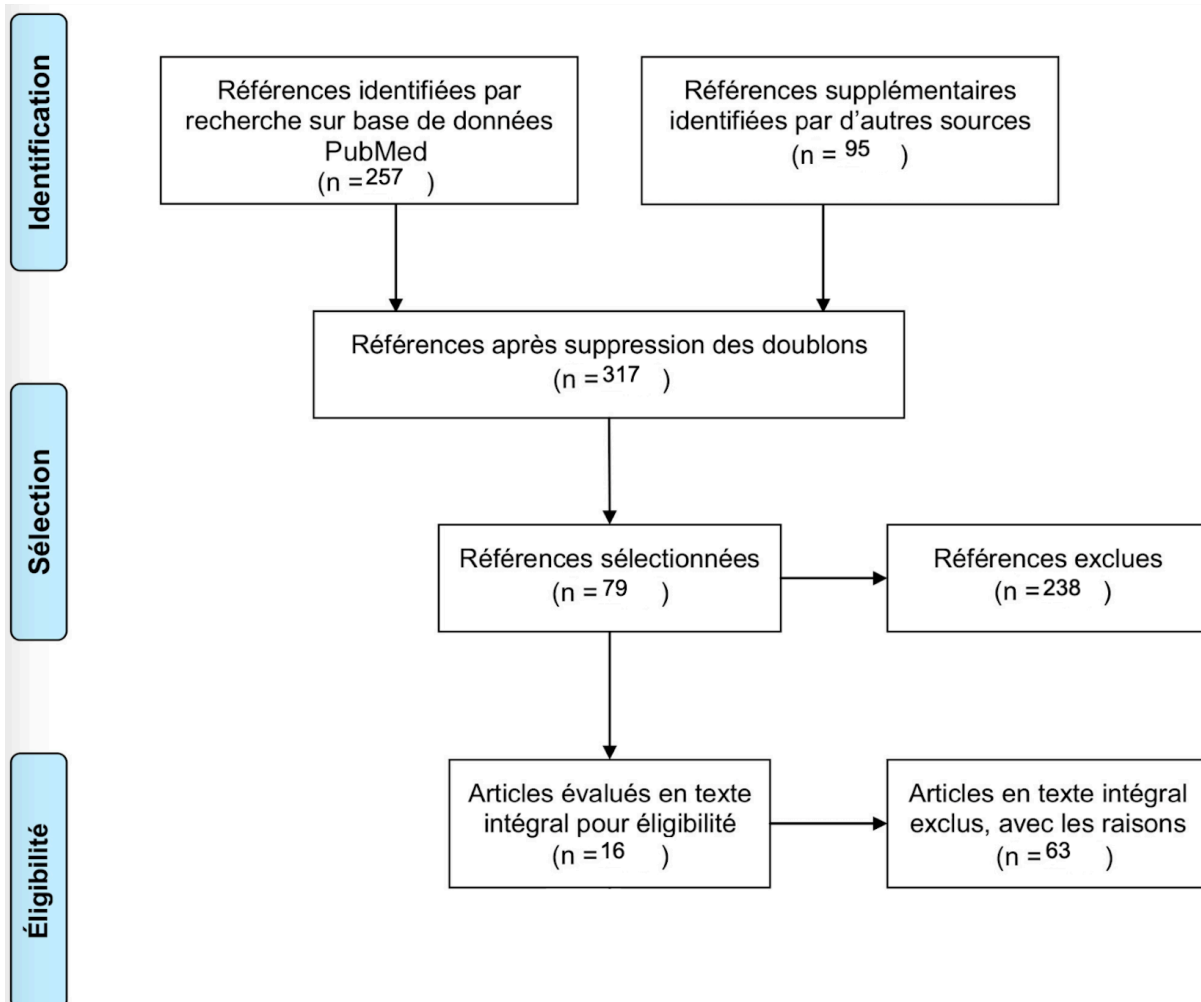 Identification
Références identifiées par
recherche sur base de données
PubMed
(n =257 )
Références supplémentaires
identifiées par d'autres sources
(n = 95 )
Références après suppression des doublons
(n =317 )
Sélection
Références sélectionnées
(n =79 )
Références exclues
(n =238 )
Éligibilité
Articles évalués en texte
intégral pour éligibilité
(n =16 )
Articles en texte intégral
exclus, avec les raisons
(n =63 )